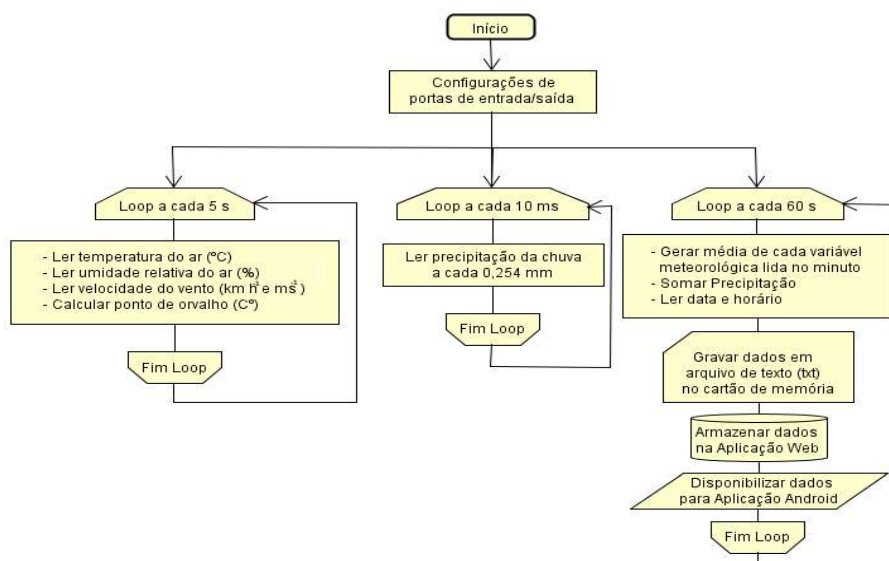 Início
Configurações de
portas de entrada/saída
Loop a cada 5 s
- Ler temperatura do ar (ºC)
- Ler umidade relativa do ar (%)
- Ler velocidade do vento (km h e ms )
- Calcular ponto de orvalho (Cº)
Fim Loop
Loop a cada 10 ms
Ler precipitação da chuva
a cada 0,254 mm
Fim Loop
Loop a cada 60 s
- Gerar média de cada variável
meteorológica lida no minuto
- Somar Precipitação
- Ler data e horário
Gravar dados em
arquivo de texto (txt)
no cartão de memória
Armazenar dados
na Aplicação Web
Disponibilizar dados
para Aplicação Android
Fim Loop